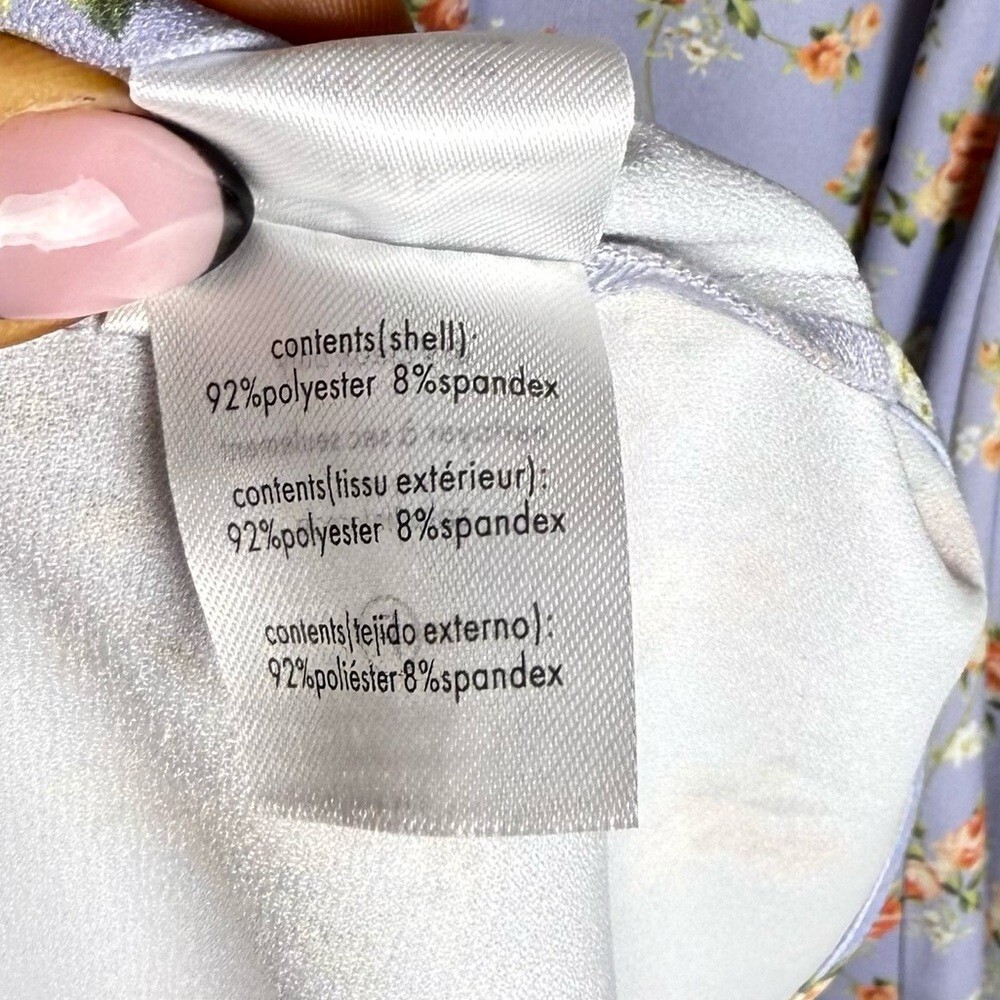 contents(shell):
92%polyester 8%spandex
contents(tissu extérieur):
92%polyester 8%spandex
contents(tejido externo):
92%poliéster 8%spandex